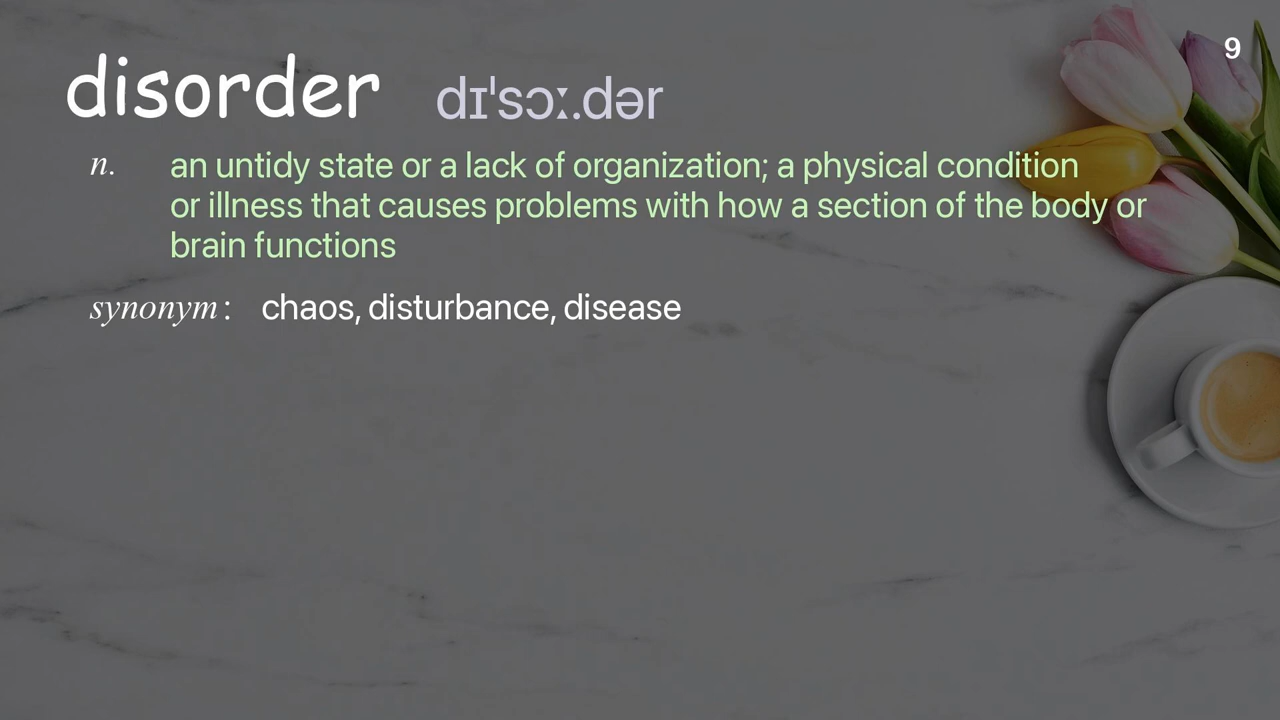 9
disorder dɪˈsɔː.dər
n. an untidy state or a lack of organization; a physical condition
or illness that causes problems with how a section of the body or
brain functions
synonym: chaos, disturbance, disease